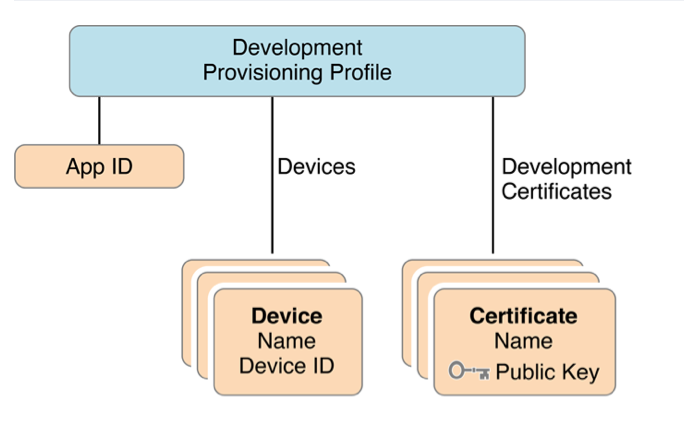 Development
Provisioning Profile
App ID
Devices
Development
Certificates
Device
Name
Device ID
Certificate
Name
Public Key